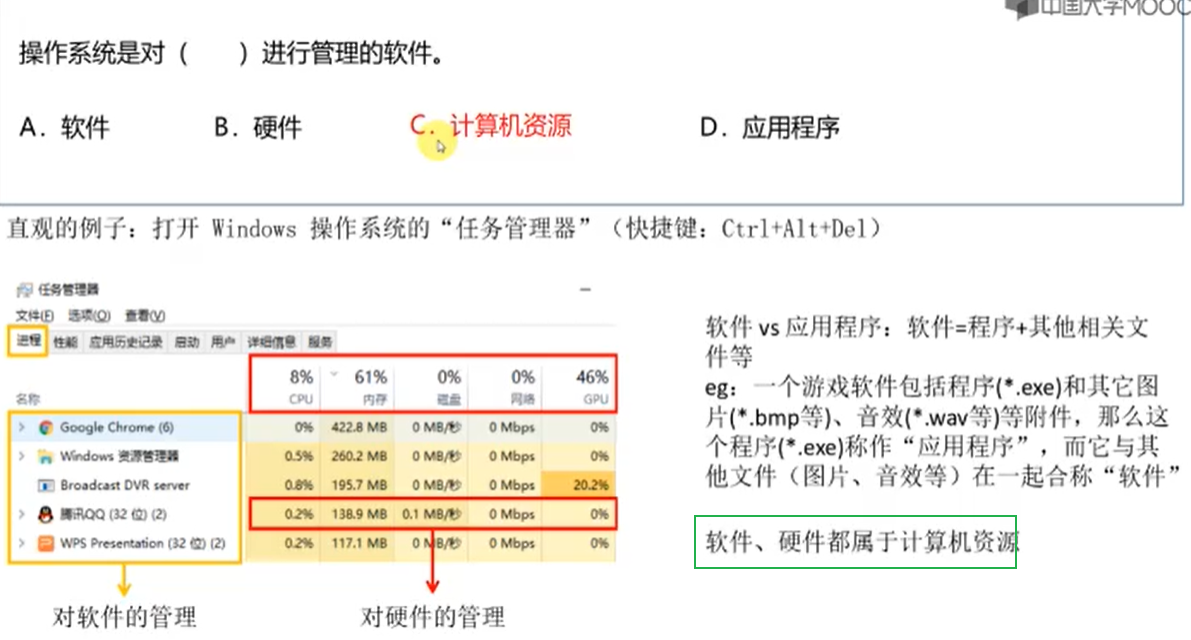 中国大学MOOC
操作系统是对（　　）进行管理的软件。
A. 软件 B. 硬件 C. 计算机资源 D. 应用程序
直观的例子：打开 Windows 操作系统的“任务管理器”（快捷键：Ctrl+Alt+Del）
任务管理器
文件(F) 选项(O) 查看(V)
进程 性能 应用历史记录 启动 用户 详细信息 服务
8% 61% 0% 0% 46%
名称 CPU 内存 磁盘 网络 GPU
Google Chrome (6) 0% 422.8 MB 0 MB/秒 0 Mbps 0%
Windows 资源管理器 0.5% 260.2 MB 0 MB/秒 0 Mbps 0%
Broadcast DVR server 0.8% 195.7 MB 0 MB/秒 0 Mbps 20.2%
腾讯QQ (32 位) (2) 0.2% 138.9 MB 0.1 MB/秒 0 Mbps 0%
WPS Presentation (32 位) (2) 0.2% 117.1 MB 0 MB/秒 0 Mbps 0%
对软件的管理 对硬件的管理
软件 vs 应用程序：软件=程序+其他相关文
件等
eg：一个游戏软件包括程序(*.exe)和其它图
片(*.bmp等)、音效(*.wav等)等附件，那么这
个程序(*.exe)称作“应用程序”，而它与其
他文件（图片、音效等）在一起合称“软件”
软件、硬件都属于计算机资源